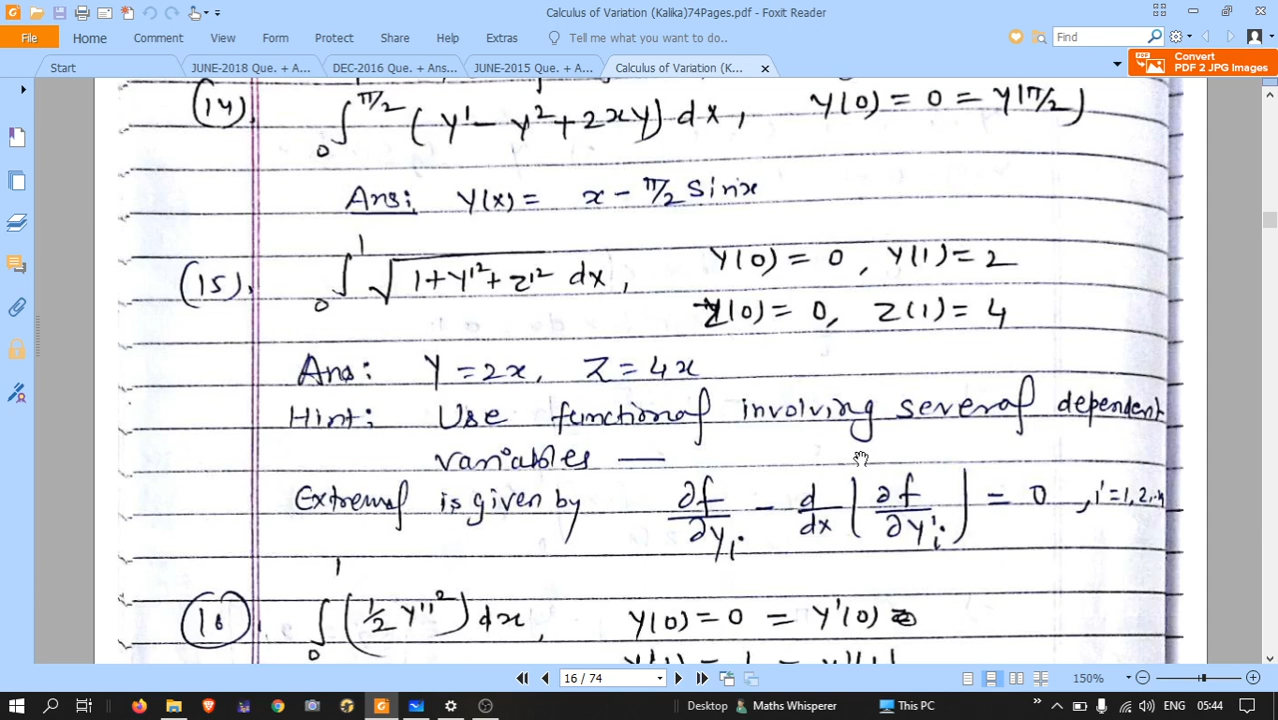 Calculus of Variation (Kalika)74Pages.pdf - Foxit Reader
File Home Comment View Form Protect Share Help Extras Tell me what you want to do.. Find
Start JUNE-2018 Que. + A... DEC-2016 Que. + Ans... JUNE-2015 Que. + A... Calculus of Variation (K...
Convert
PDF 2 JPG Images
(14). ∫₀^π/2 (y' - y² + 2xy) dx, y(0) = 0 = y(π/2)
Ans: y(x) = x - π/2 sinx
(15). ∫₀^1 √1+y'²+z'² dx, y(0) = 0, y(1) = 2
z(0) = 0, z(1) = 4
Ans: y = 2x, z = 4x
Hint: Use functional involving several dependent
variables —
Extremal is given by ∂f/∂yi - d/dx (∂f/∂y'i) = 0, i = 1,2,..n
(16). ∫₀^1 (1/2 y''²) dx, y(0) = 0 = y'(0)
16 / 74 150%
Desktop Maths Whisperer This PC ENG 05:44